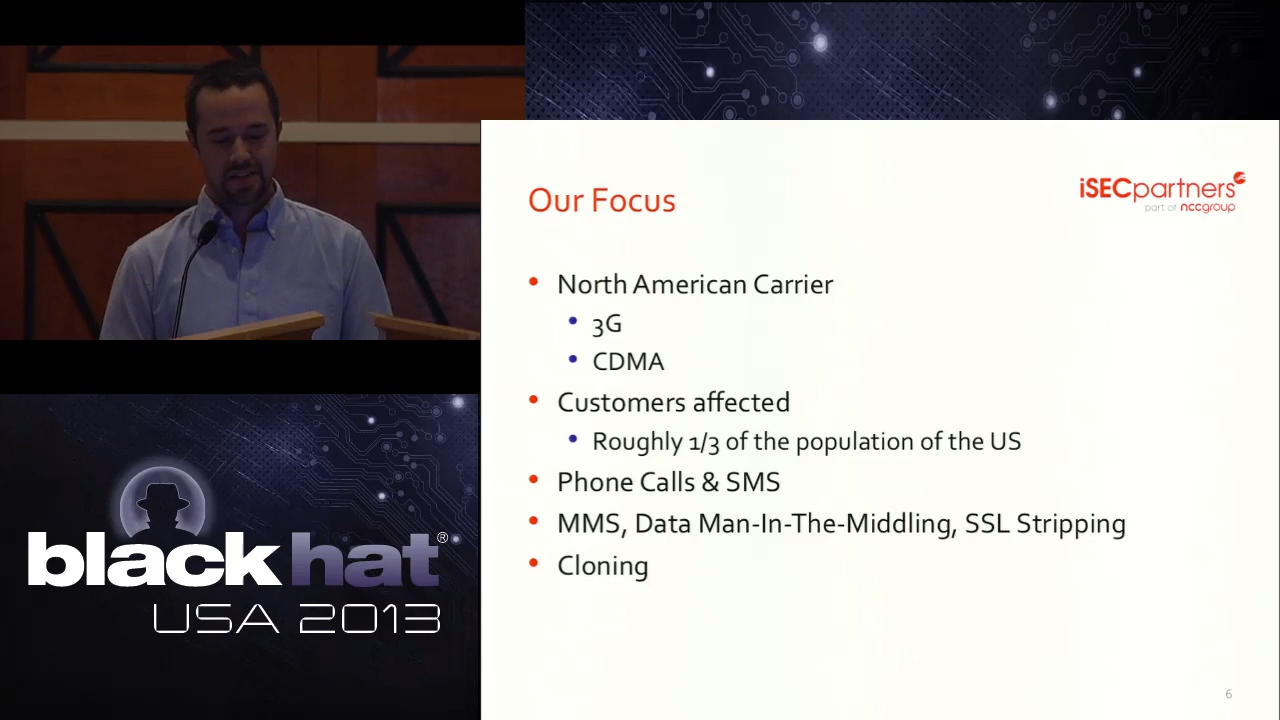 Our Focus
iSECpartners
part of nccgroup
• North American Carrier
• 3G
• CDMA
• Customers affected
• Roughly 1/3 of the population of the US
• Phone Calls & SMS
• MMS, Data Man-In-The-Middling, SSL Stripping
• Cloning
6
black hat®
USA 2013